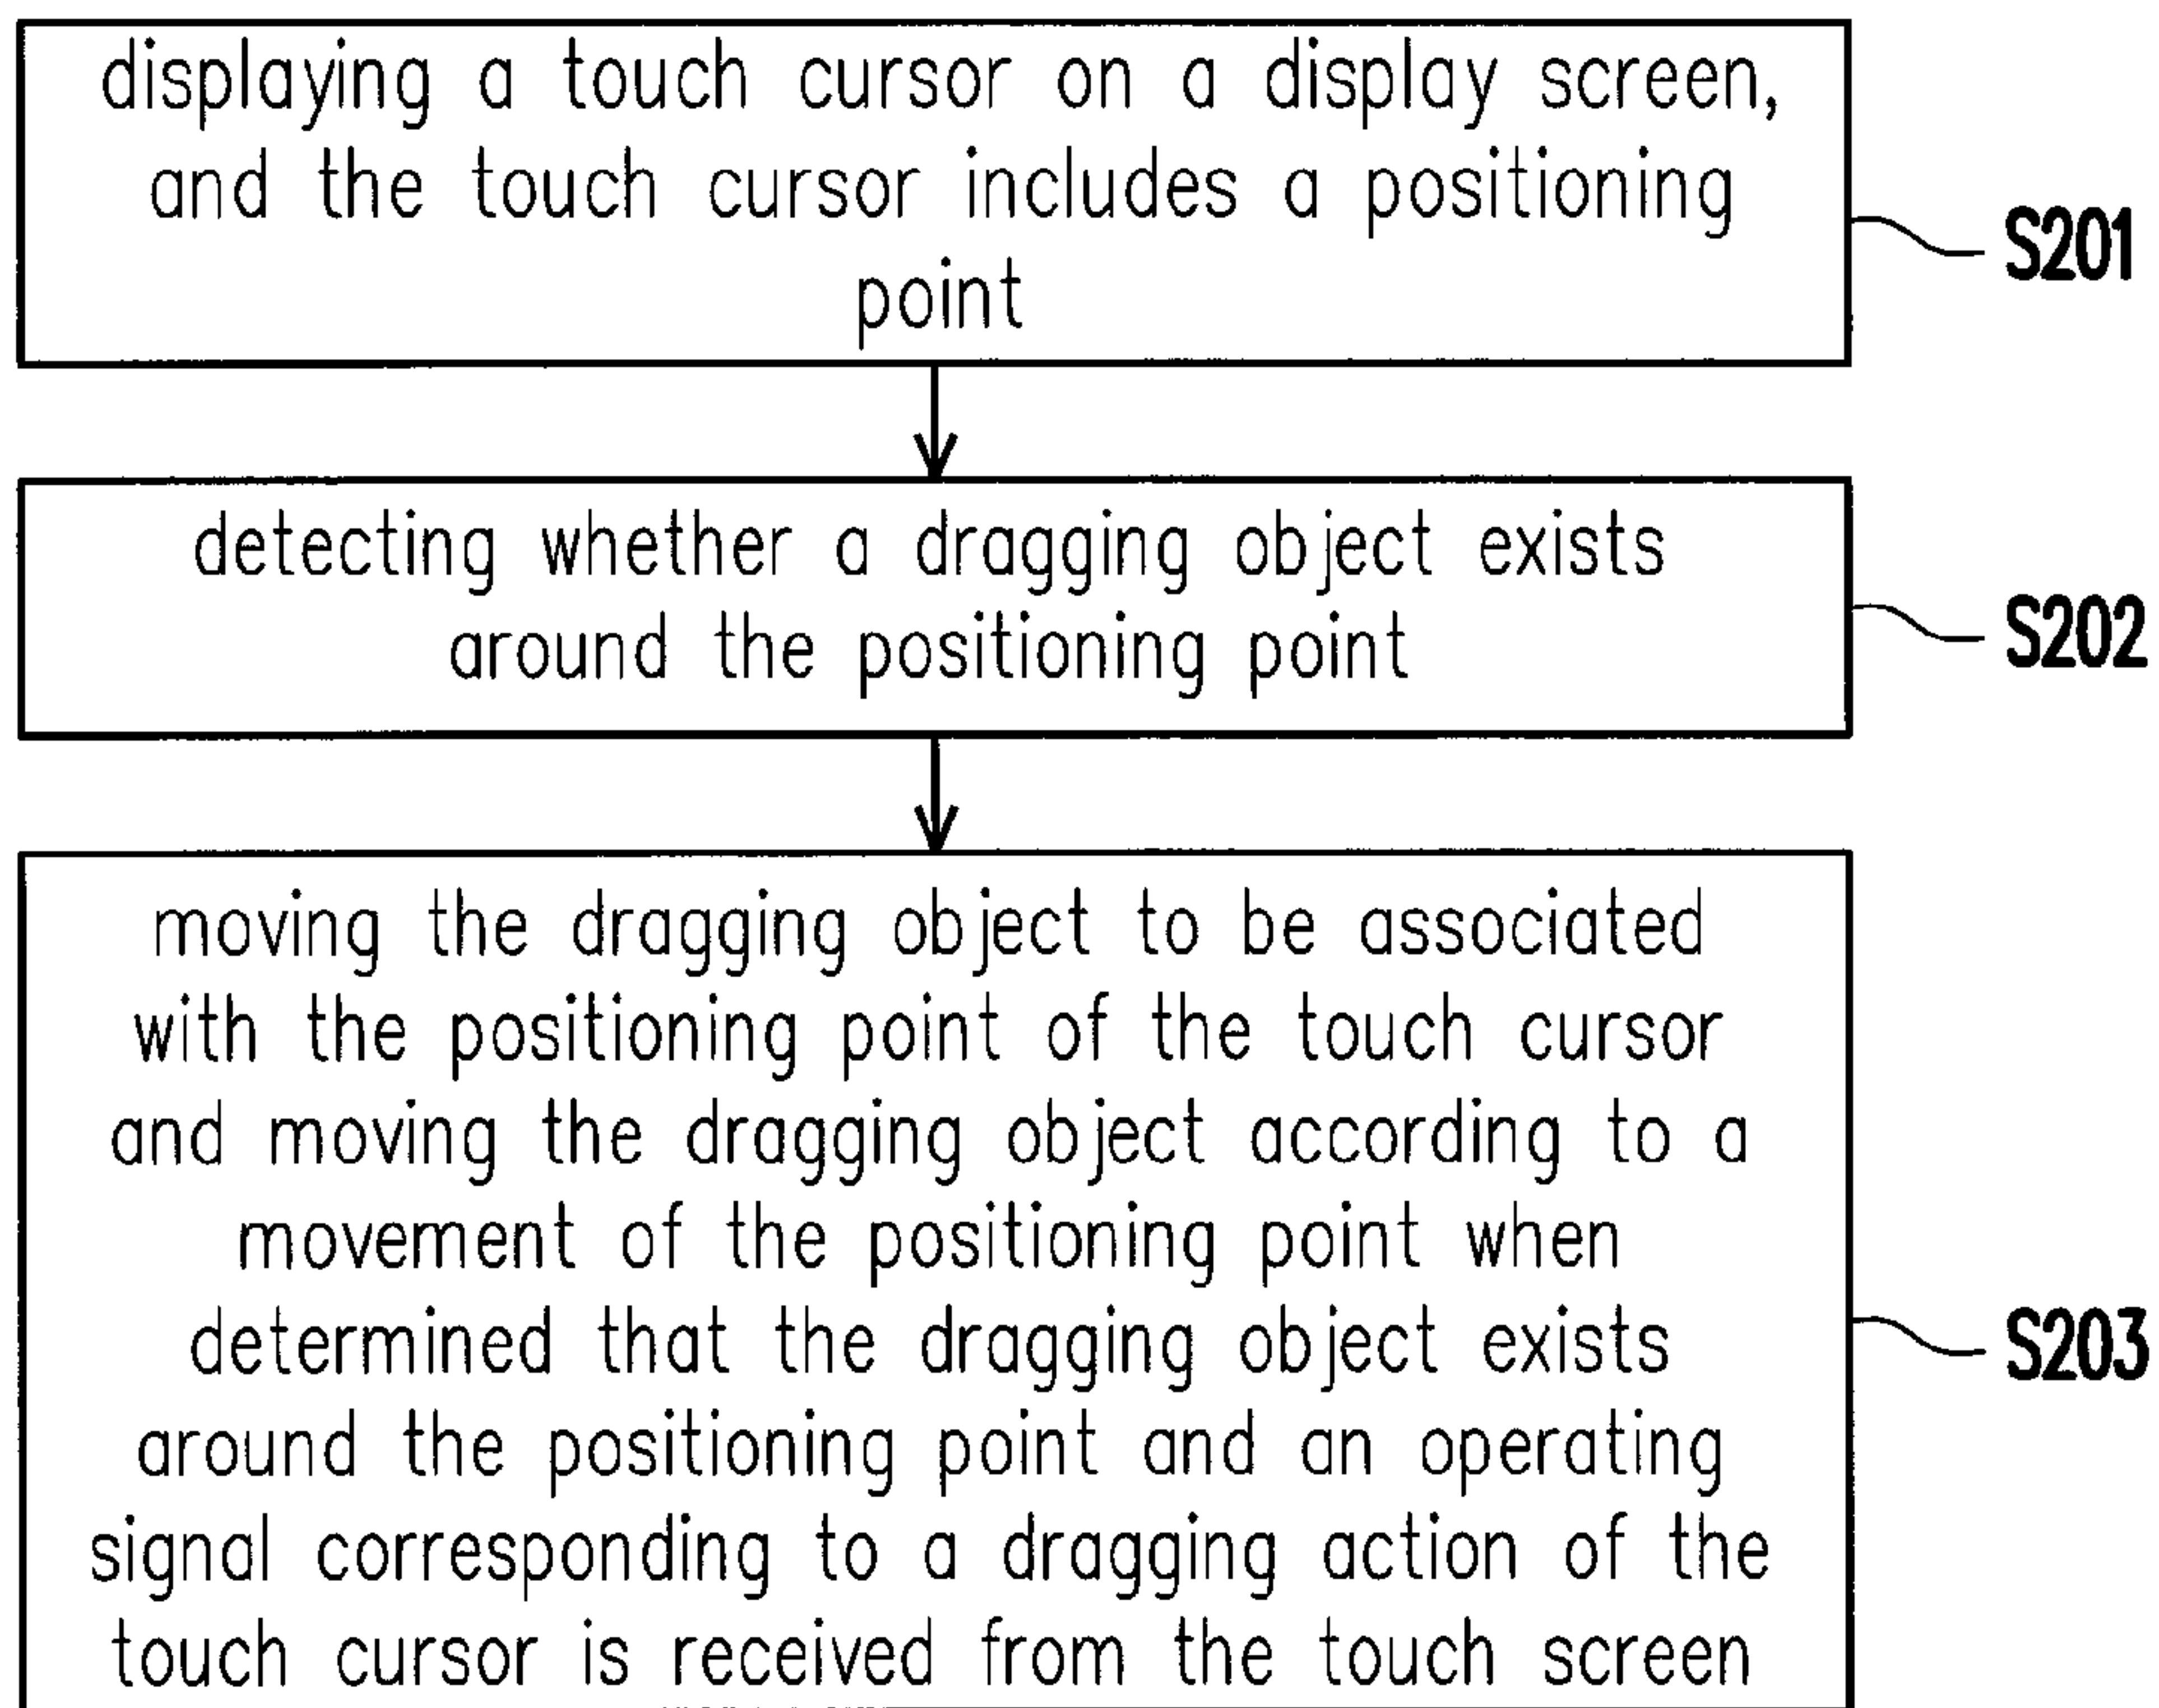 displaying a touch cursor on a display screen,
and the touch cursor includes a positioning
point
S201
detecting whether a dragging object exists
around the positioning point
S202
moving the dragging object to be associated
with the positioning point of the touch cursor
and moving the dragging object according to a
movement of the positioning point when
determined that the dragging object exists
around the positioning point and an operating
signal corresponding to a dragging action of the
touch cursor is received from the touch screen
S203